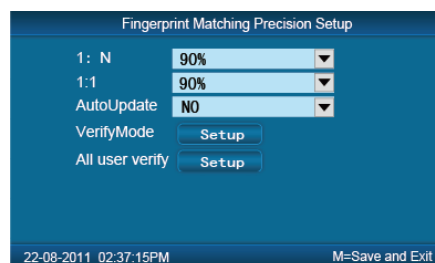 Fingerprint Matching Precision Setup
1: N 90%
1:1 90%
AutoUpdate NO
VerifyMode Setup
All user verify Setup
22-08-2011 02:37:15PM M=Save and Exit